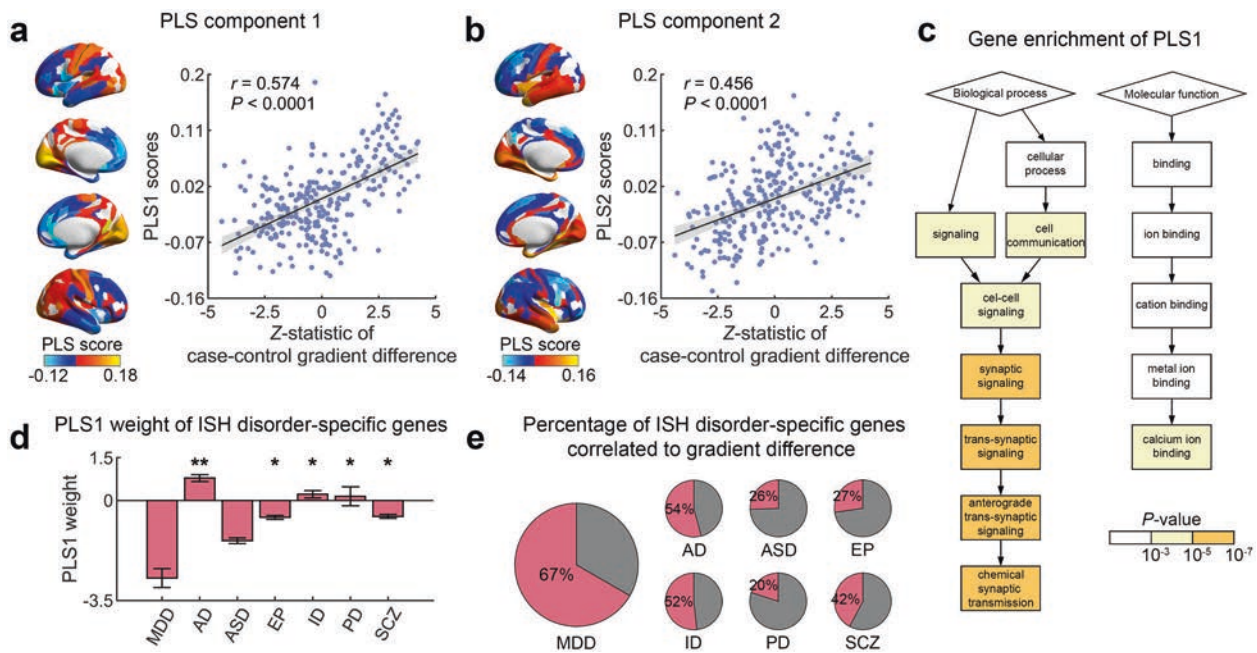 a
PLS component 1
r = 0.574
P < 0.0001
0.2
0.11
0.02
-0.07
-0.16
PLS1 scores
-5
-2.5
0
2.5
5
Z-statistic of
case-control gradient difference
PLS score
-0.12
0.18
b
PLS component 2
r = 0.456
P < 0.0001
0.2
0.11
0.02
-0.07
-0.16
PLS2 scores
-5
-2.5
0
2.5
5
Z-statistic of
case-control gradient difference
PLS score
-0.14
0.16
c
Gene enrichment of PLS1
Biological process
cellular
process
signaling
cell
communication
cel-cell
signaling
synaptic
signaling
trans-synaptic
signaling
anterograde
trans-synaptic
signaling
chemical
synaptic
transmission
Molecular function
binding
ion binding
cation binding
metal ion
binding
calcium ion
binding
P-value
10⁻³ 10⁻⁵ 10⁻⁷
d
PLS1 weight of ISH disorder-specific genes
1.5
0
-3.5
PLS1 weight
** * * * *
MDD
AD
ASD
EP
ID
PD
SCZ
e
Percentage of ISH disorder-specific genes
correlated to gradient difference
67%
MDD
54%
AD
26%
ASD
27%
EP
52%
ID
20%
PD
42%
SCZ